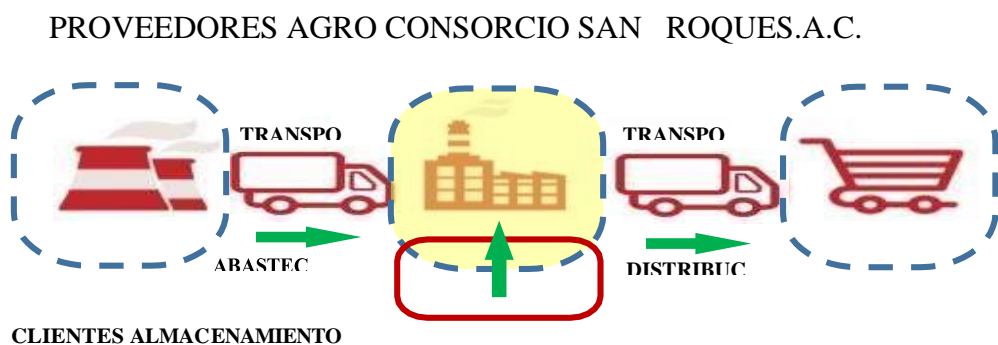 PROVEEDORES AGRO CONSORCIO SAN ROQUES.A.C.
TRANSPO TRANSPO
ABASTEC DISTRIBUC
CLIENTES ALMACENAMIENTO